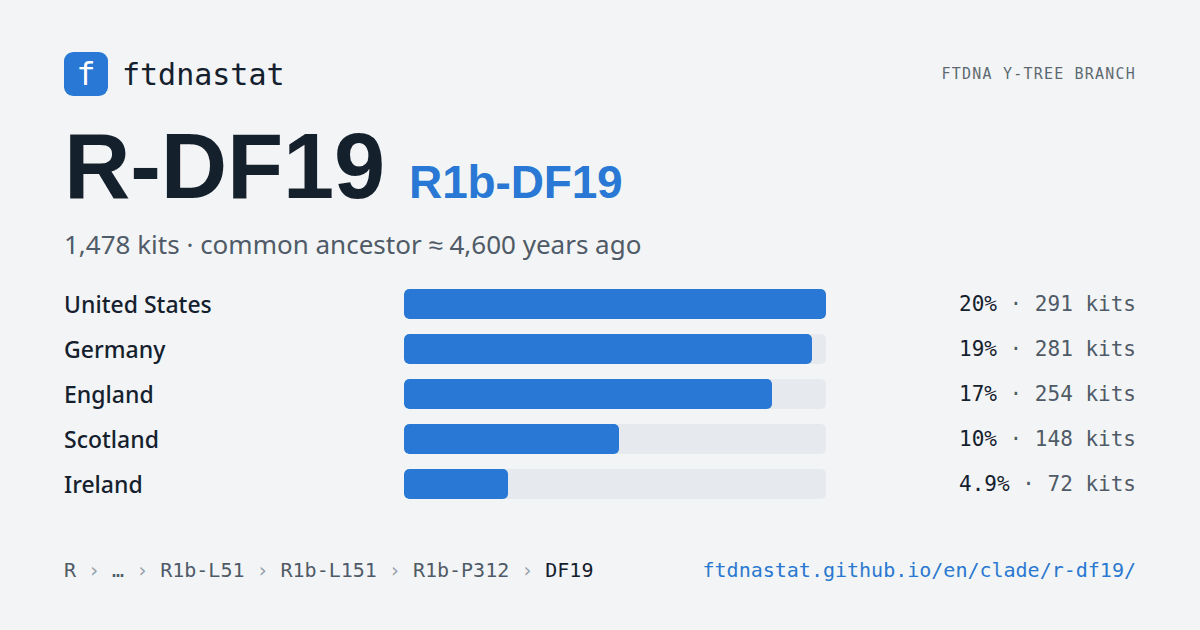 f ftdnastat
FTDNA Y-TREE BRANCH
R-DF19 R1b-DF19
1,478 kits · common ancestor ≈ 4,600 years ago
United States 20% · 291 kits
Germany 19% · 281 kits
England 17% · 254 kits
Scotland 10% · 148 kits
Ireland 4.9% · 72 kits
R › … › R1b-L51 › R1b-L151 › R1b-P312 › DF19
ftdnastat.github.io/en/clade/r-df19/